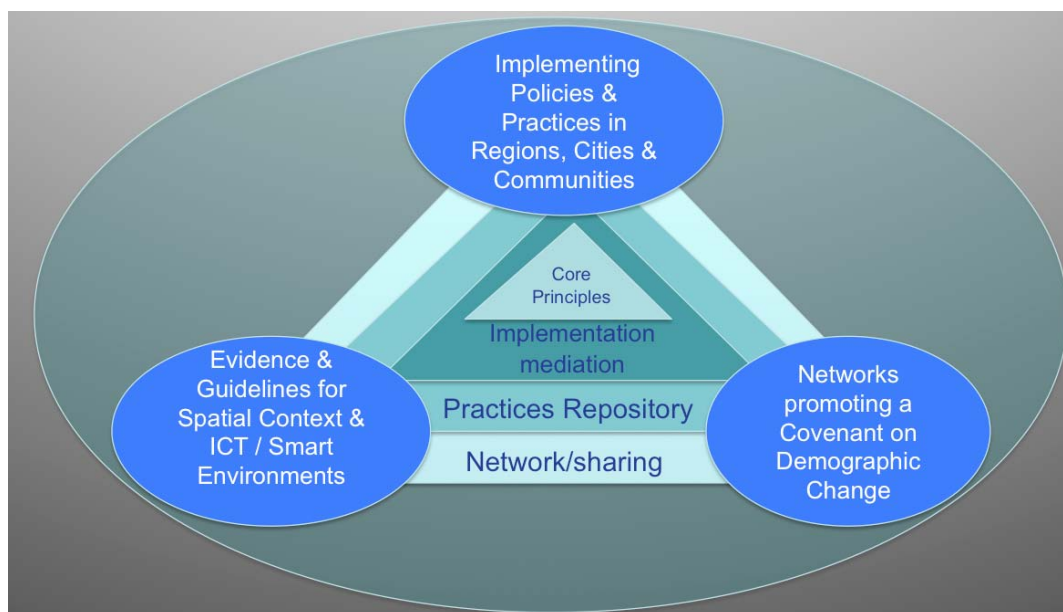 Implementing
Policies &
Practices in
Regions, Cities &
Communities
Core
Principles
Implementation
mediation
Evidence &
Guidelines for
Spatial Context &
ICT / Smart
Environments
Practices Repository
Network/sharing
Networks
promoting a
Covenant on
Demographic
Change